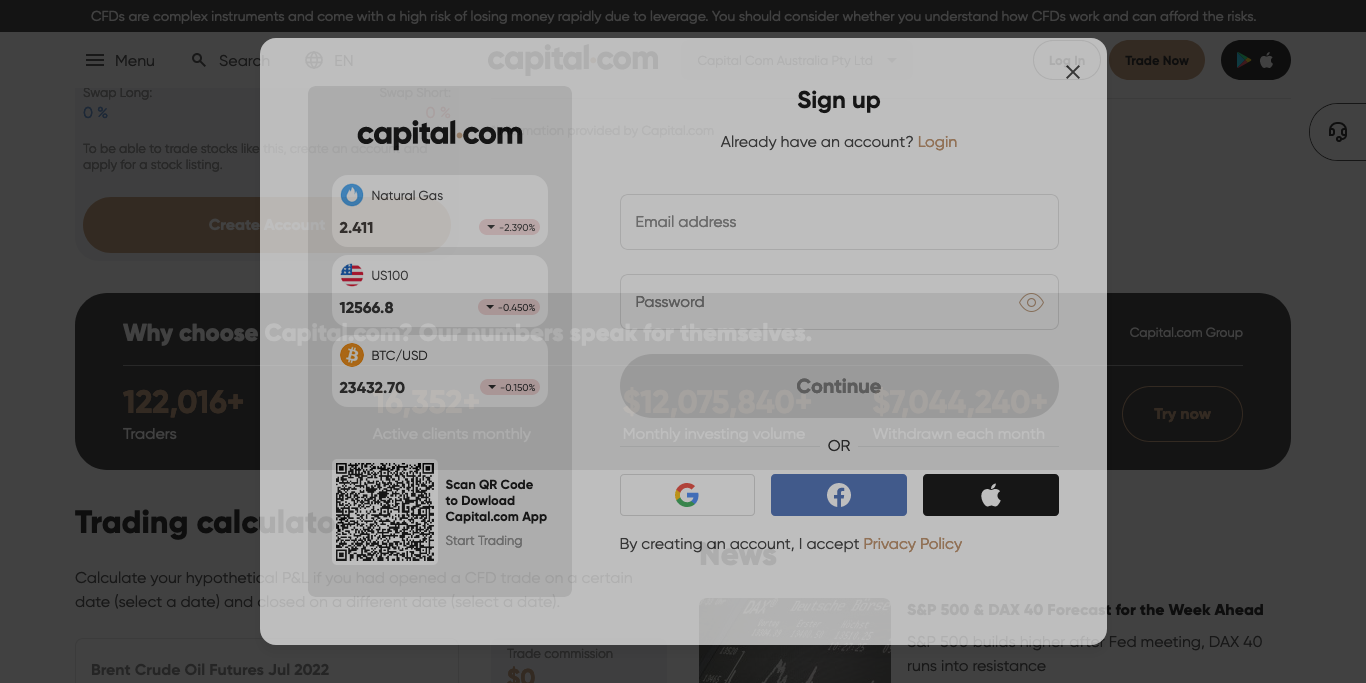 CFDs are complex instruments and come with a high risk of losing money rapidly due to leverage. You should consider whether you understand how CFDs work and can afford the risks.
Menu
Search
EN
capital.com
Capital Com Australia Pty Ltd
Log In
Trade Now
Swap Long:
0 %
Swap Short:
0 %
provided by Capital.com
To be able to trade stocks like this, create an account and
apply for a stock listing.
Create Account
capital.com
Natural Gas
2.411
-2.390%
US100
12566.8
-0.450%
BTC/USD
23432.70
-0.150%
Scan QR Code
to Dowload
Capital.com App
Start Trading
Sign up
Already have an account? Login
Email address
Password
Continue
OR
By creating an account, I accept Privacy Policy
Why choose Capital.com? Our numbers speak for themselves.
Capital.com Group
122,016+
Traders
16,352+
Active clients monthly
$12,075,840+
Monthly investing volume
$7,044,240+
Withdrawn each month
Try now
Trading calculator
Calculate your hypothetical P&L if you had opened a CFD trade on a certain
date (select a date) and closed on a different date (select a date).
Brent Crude Oil Futures Jul 2022
Trade commission
$0
News
DAX
Deutsche Börse
S&P 500 & DAX 40 Forecast for the Week Ahead
S&P 500 builds higher after Fed meeting, DAX 40
runs into resistance